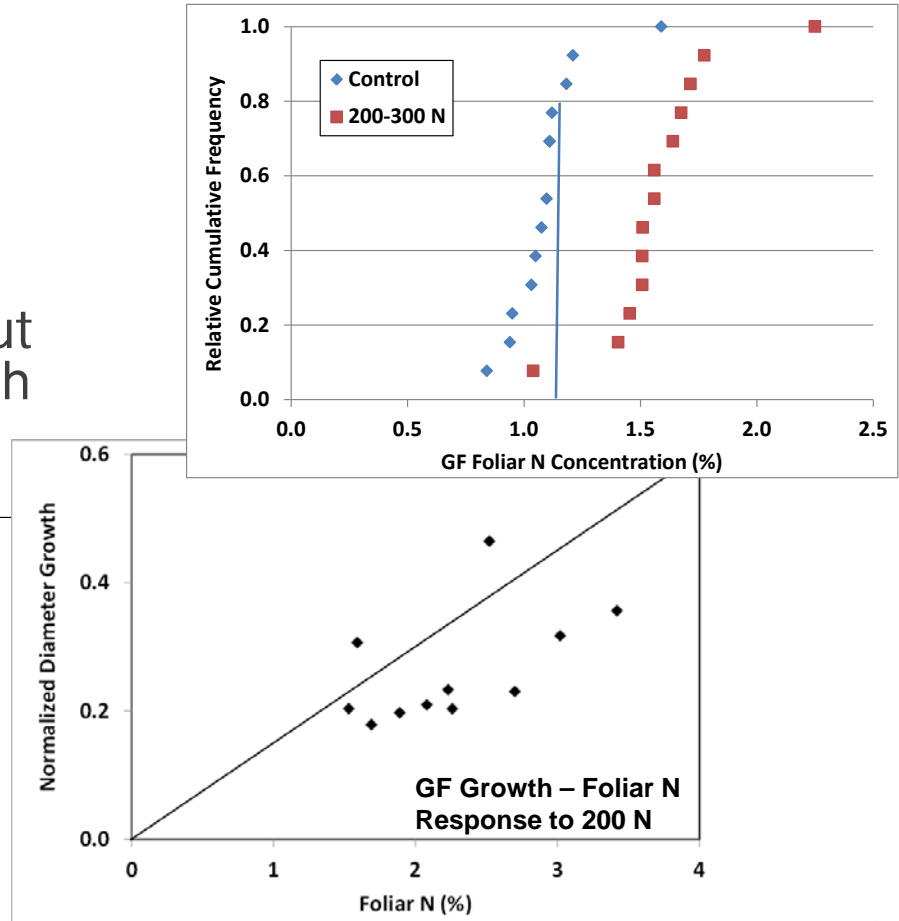 1.0
0.8
0.6
0.4
0.2
0.0
Relative Cumulative Frequency
Control
200-300 N
0.0 0.5 1.0 1.5 2.0 2.5
GF Foliar N Concentration (%)
0.6
0.4
0.2
0.0
Normalized Diameter Growth
GF Growth – Foliar N
Response to 200 N
0 1 2 3 4
Foliar N (%)